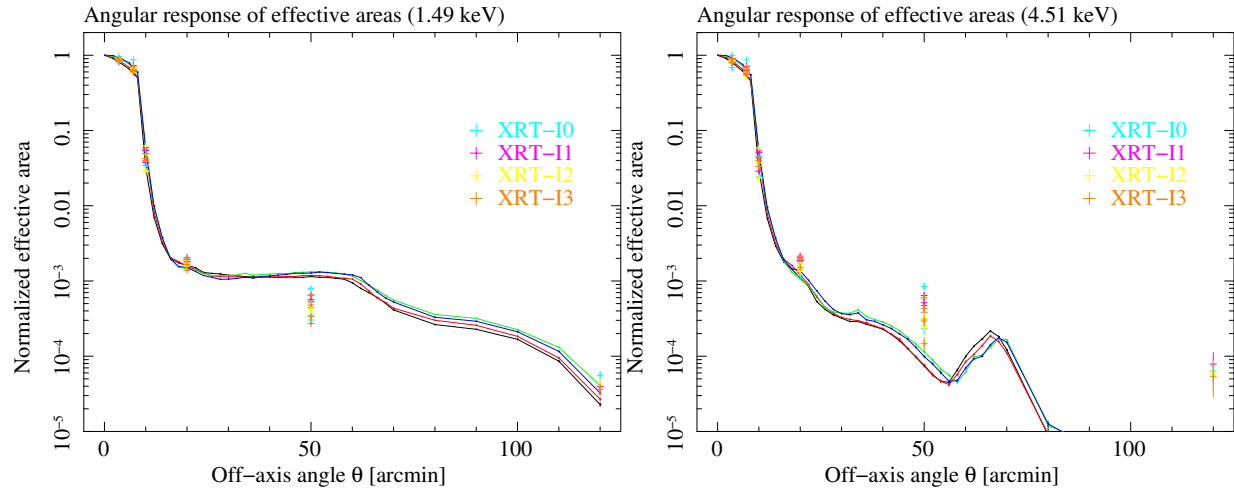 Angular response of effective areas (1.49 keV)
Normalized effective area
1
0.1
0.01
10−3
10−4
10−5
XRT−I0
XRT−I1
XRT−I2
XRT−I3
0
50
100
Off−axis angle θ [arcmin]
Angular response of effective areas (4.51 keV)
Normalized effective area
1
0.1
0.01
10−3
10−4
10−5
XRT−I0
XRT−I1
XRT−I2
XRT−I3
0
50
100
Off−axis angle θ [arcmin]